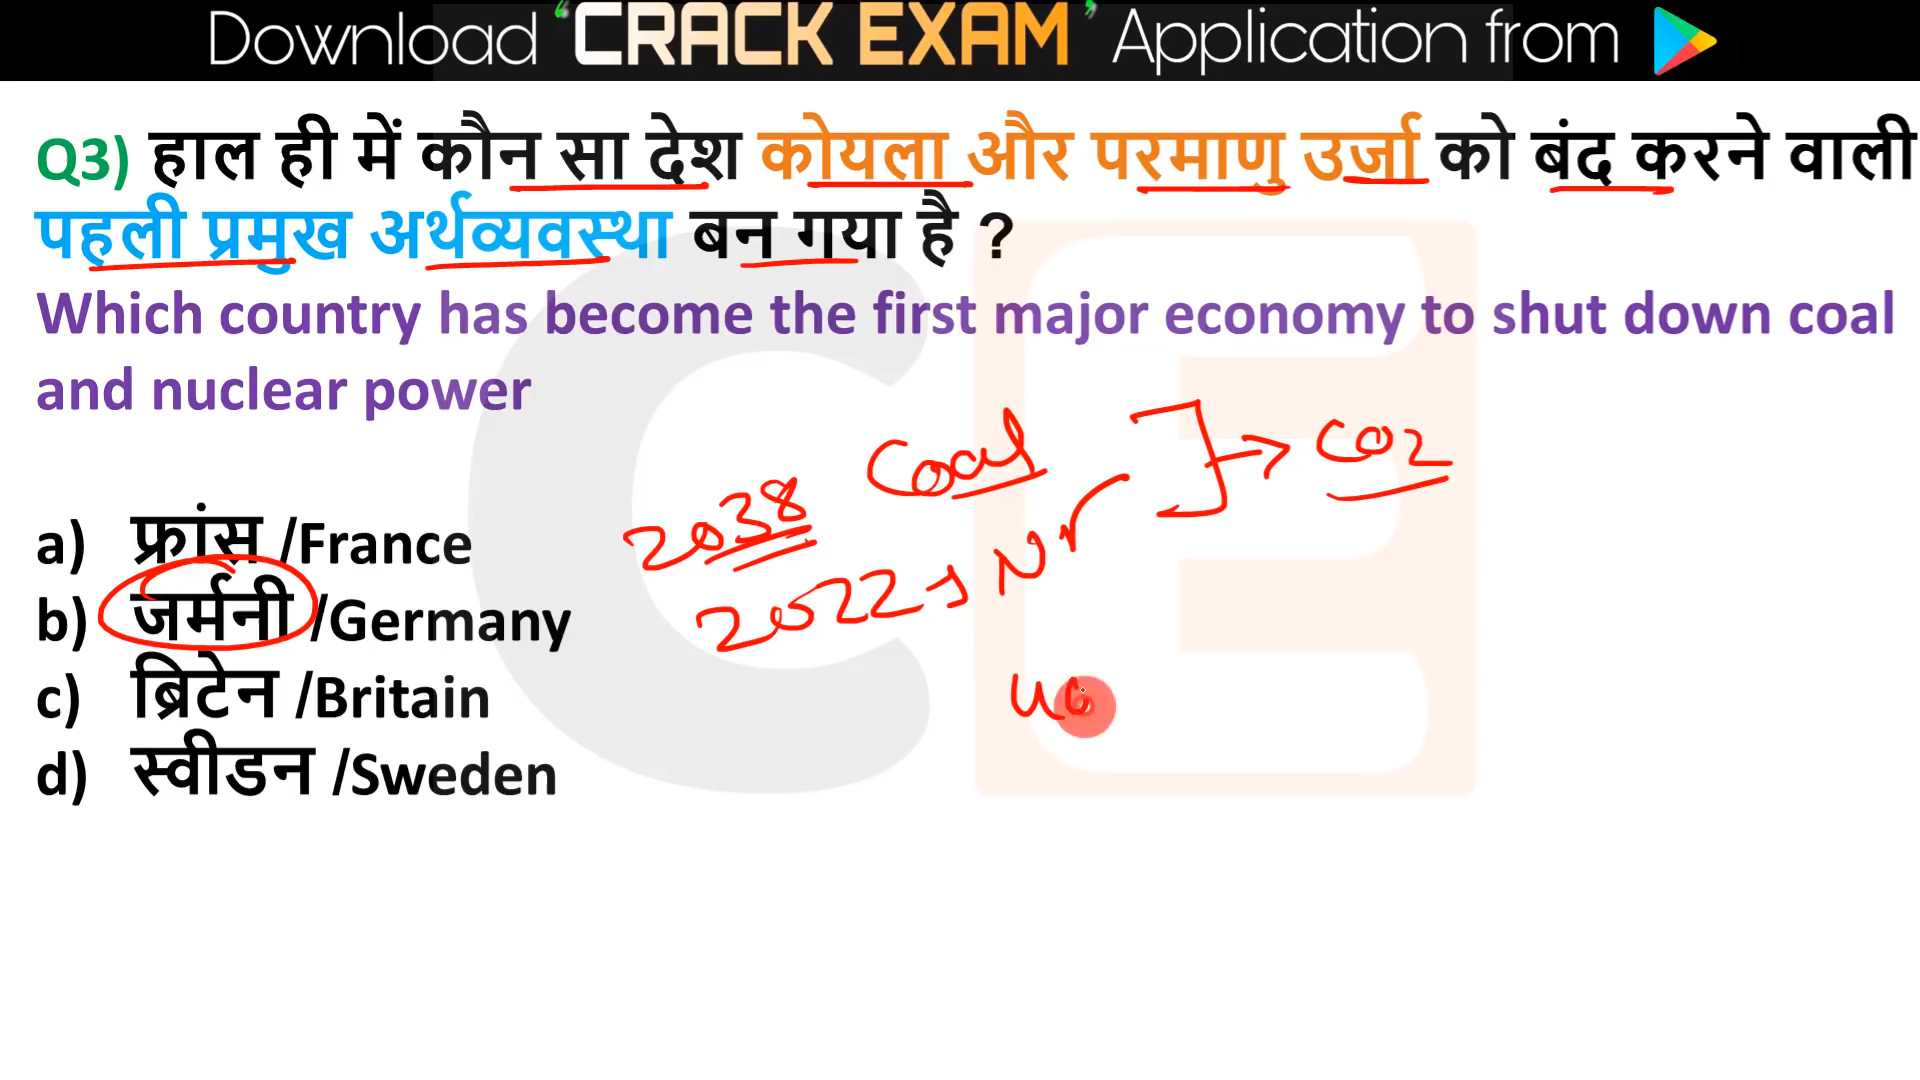 Download ‘CRACK EXAM’ Application from
Q3) हाल ही में कौन सा देश कोयला और परमाणु उर्जा को बंद करने वाली
पहली प्रमुख अर्थव्यवस्था बन गया है ?
Which country has become the first major economy to shut down coal
and nuclear power
Coal
CO2
2038
a) फ्रांस /France
2022 → Nr
b) जर्मनी /Germany
c) ब्रिटेन /Britain
d) स्वीडन /Sweden
CE